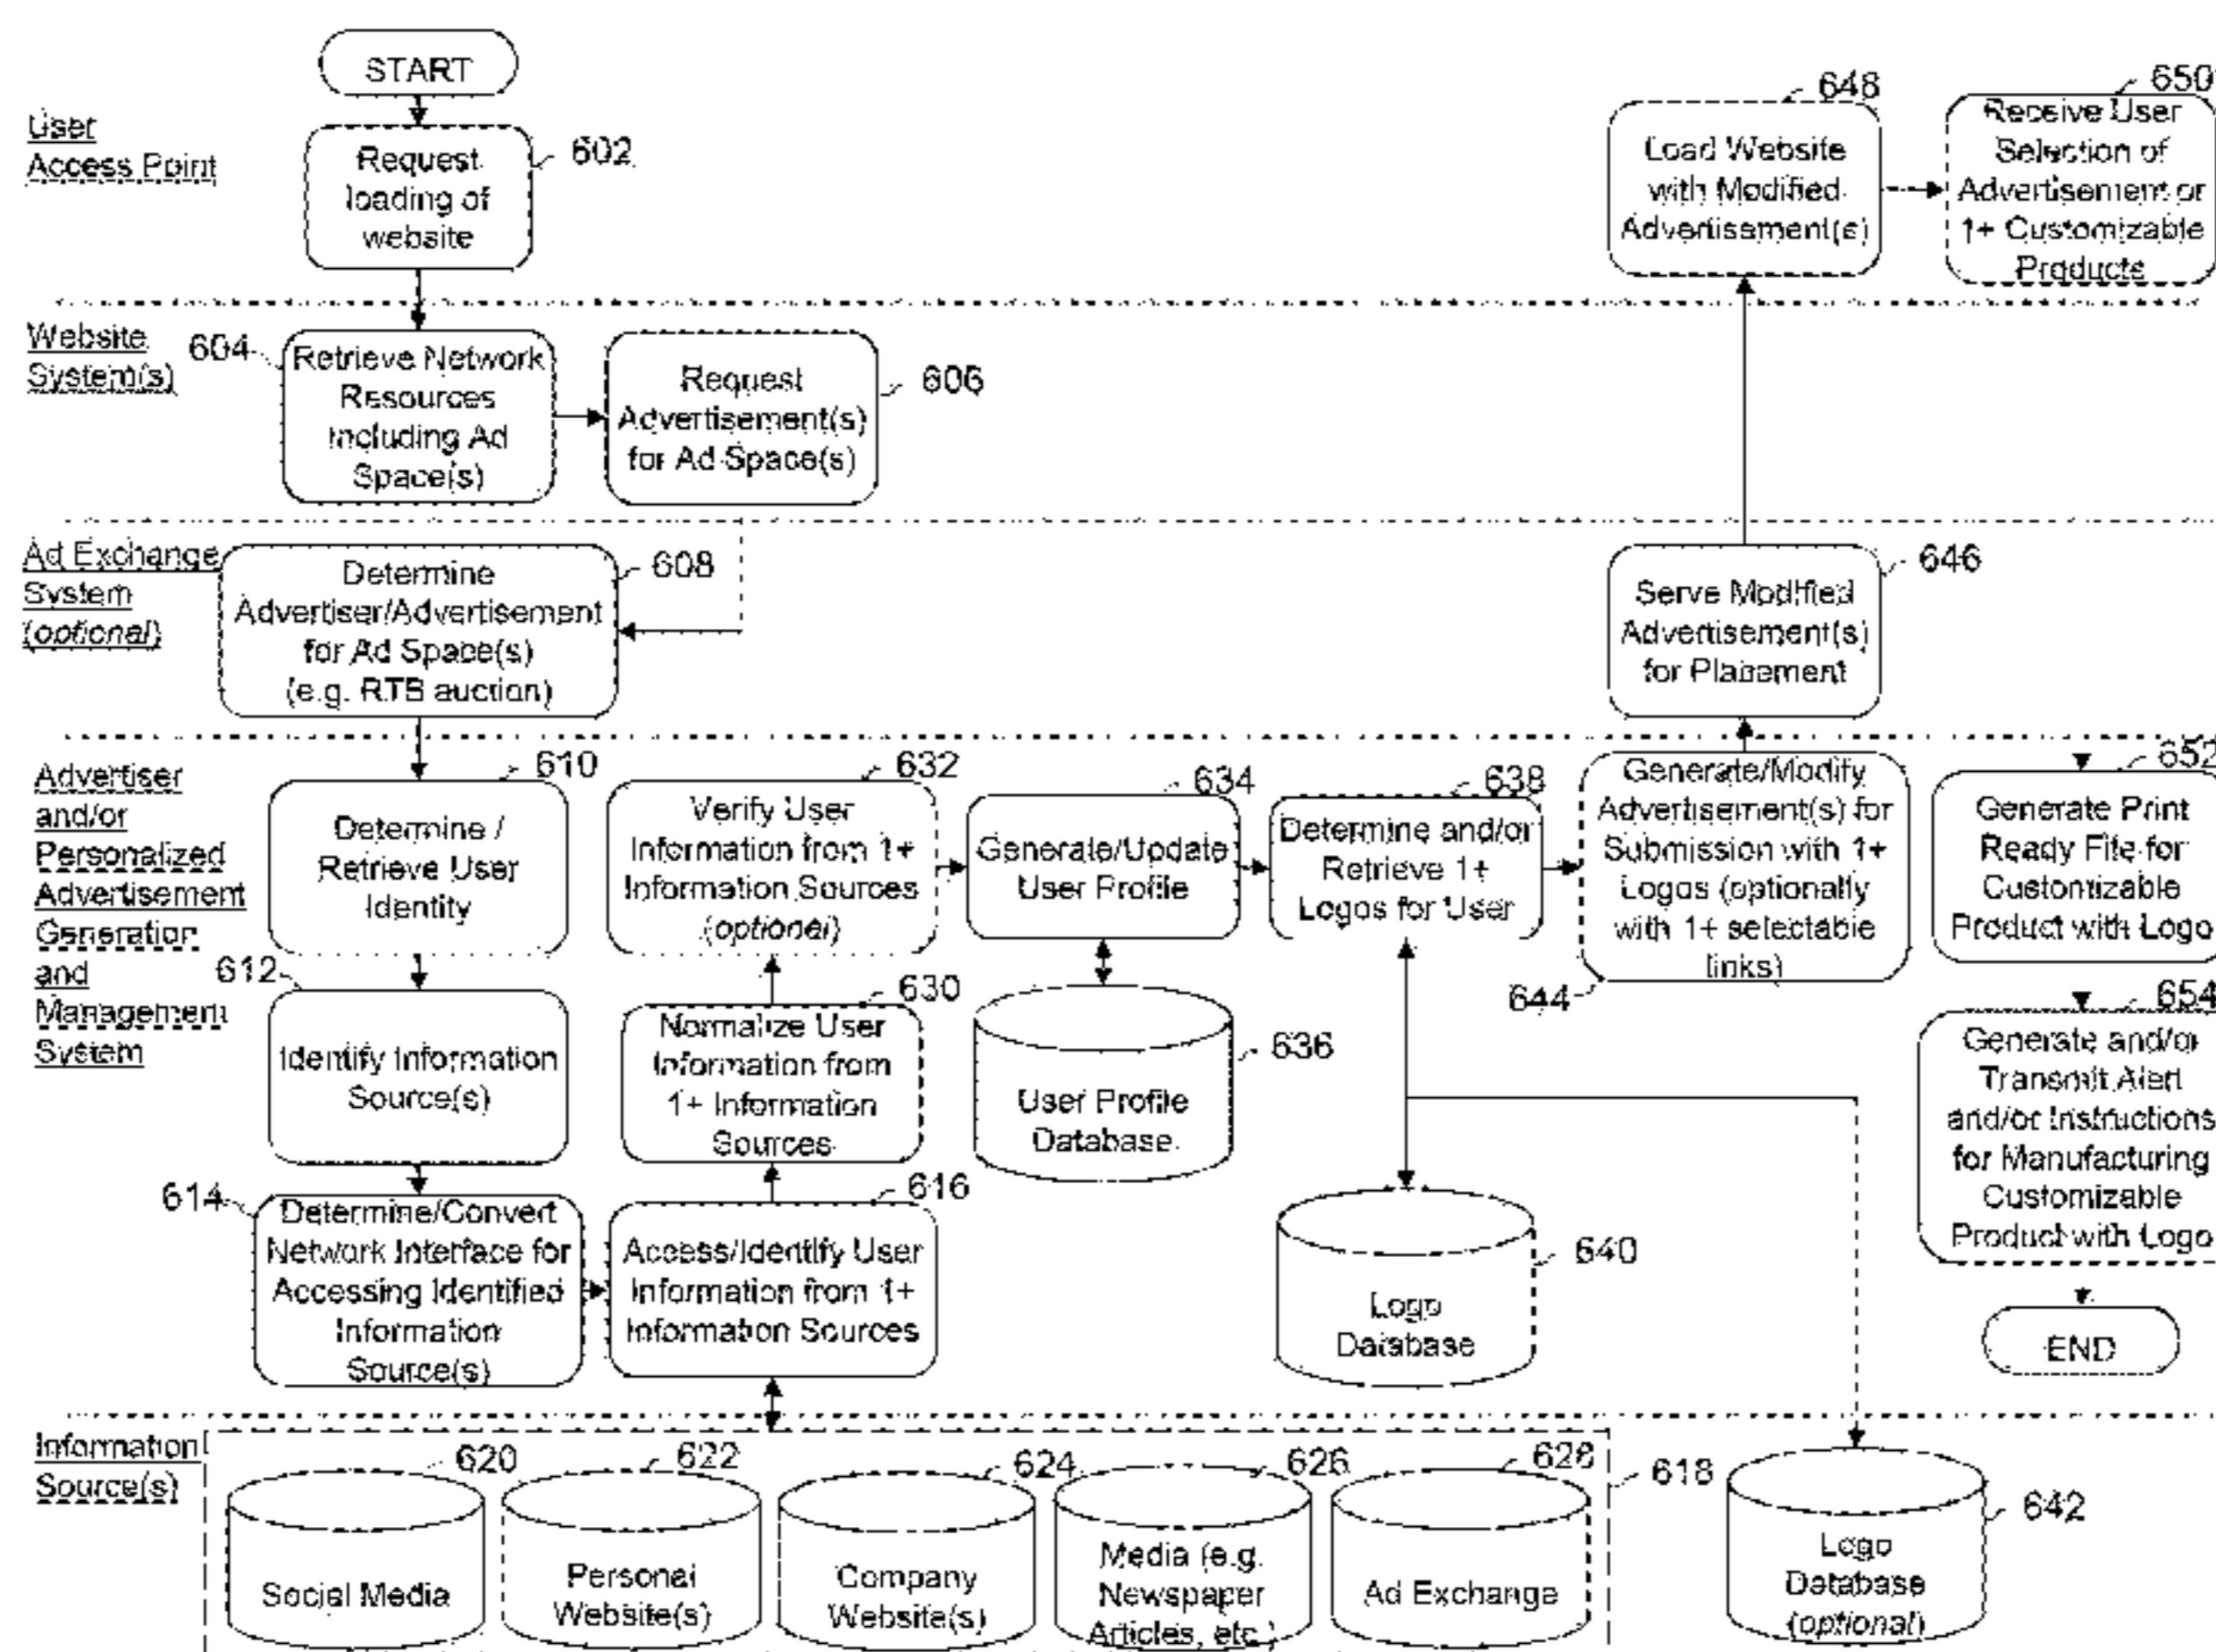 START
User
Access Point
602
Request
loading of
website
648
Load Website
with Modified
Advertisement(s)
650
Receive User
Selection of
Advertisement or
1+ Customizable
Products
Website
System(s)
604
Retrieve Network
Resources
Including Ad
Space(s)
606
Request
Advertisement(s)
for Ad Space(s)
Ad Exchange
System
(optional)
608
Determine
Advertiser/Advertisement
for Ad Space(s)
(e.g. RTB auction)
646
Serve Modified
Advertisement(s)
for Placement
Advertiser
and/or
Personalized
Advertisement
Generation
and
Management
System
610
Determine /
Retrieve User
Identity
632
Verify User
Information from 1+
Information Sources
(optional)
634
Generate/Update
User Profile
638
Determine and/or
Retrieve 1+
Logos for User
Generate/Modify
Advertisement(s) for
Submission with 1+
Logos (optionally
with 1+ selectable
links)
644
652
Generate Print
Ready File for
Customizable
Product with Logo
612
Identify Information
Source(s)
630
Normalize User
Information from
1+ Information
Sources
636
User Profile
Database
654
Generate and/or
Transmit Alert
and/or Instructions
for Manufacturing
Customizable
Product with Logo
614
Determine/Convert
Network Interface for
Accessing Identified
Information
Source(s)
616
Access/Identify User
Information from 1+
Information Sources
640
Logo
Database
END
Information
Source(s)
620
Social Media
622
Personal
Website(s)
624
Company
Website(s)
626
Media (e.g.
Newspaper
Articles, etc.)
628
Ad Exchange
618
642
Logo
Database
(optional)